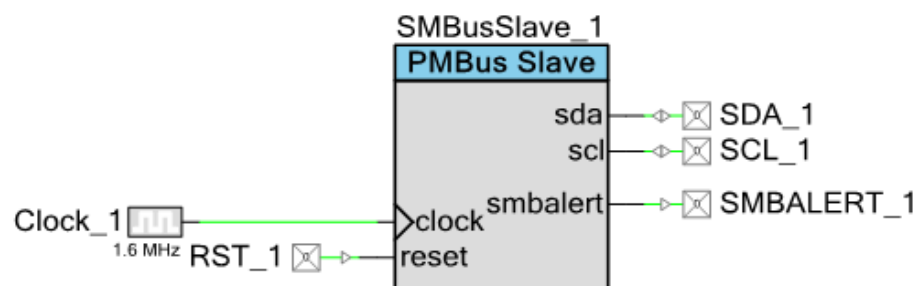 SMBusSlave_1
PMBus Slave
sda SDA_1
scl SCL_1
smbalert SMBALERT_1
Clock_1 clock
1.6 MHz
RST_1 reset